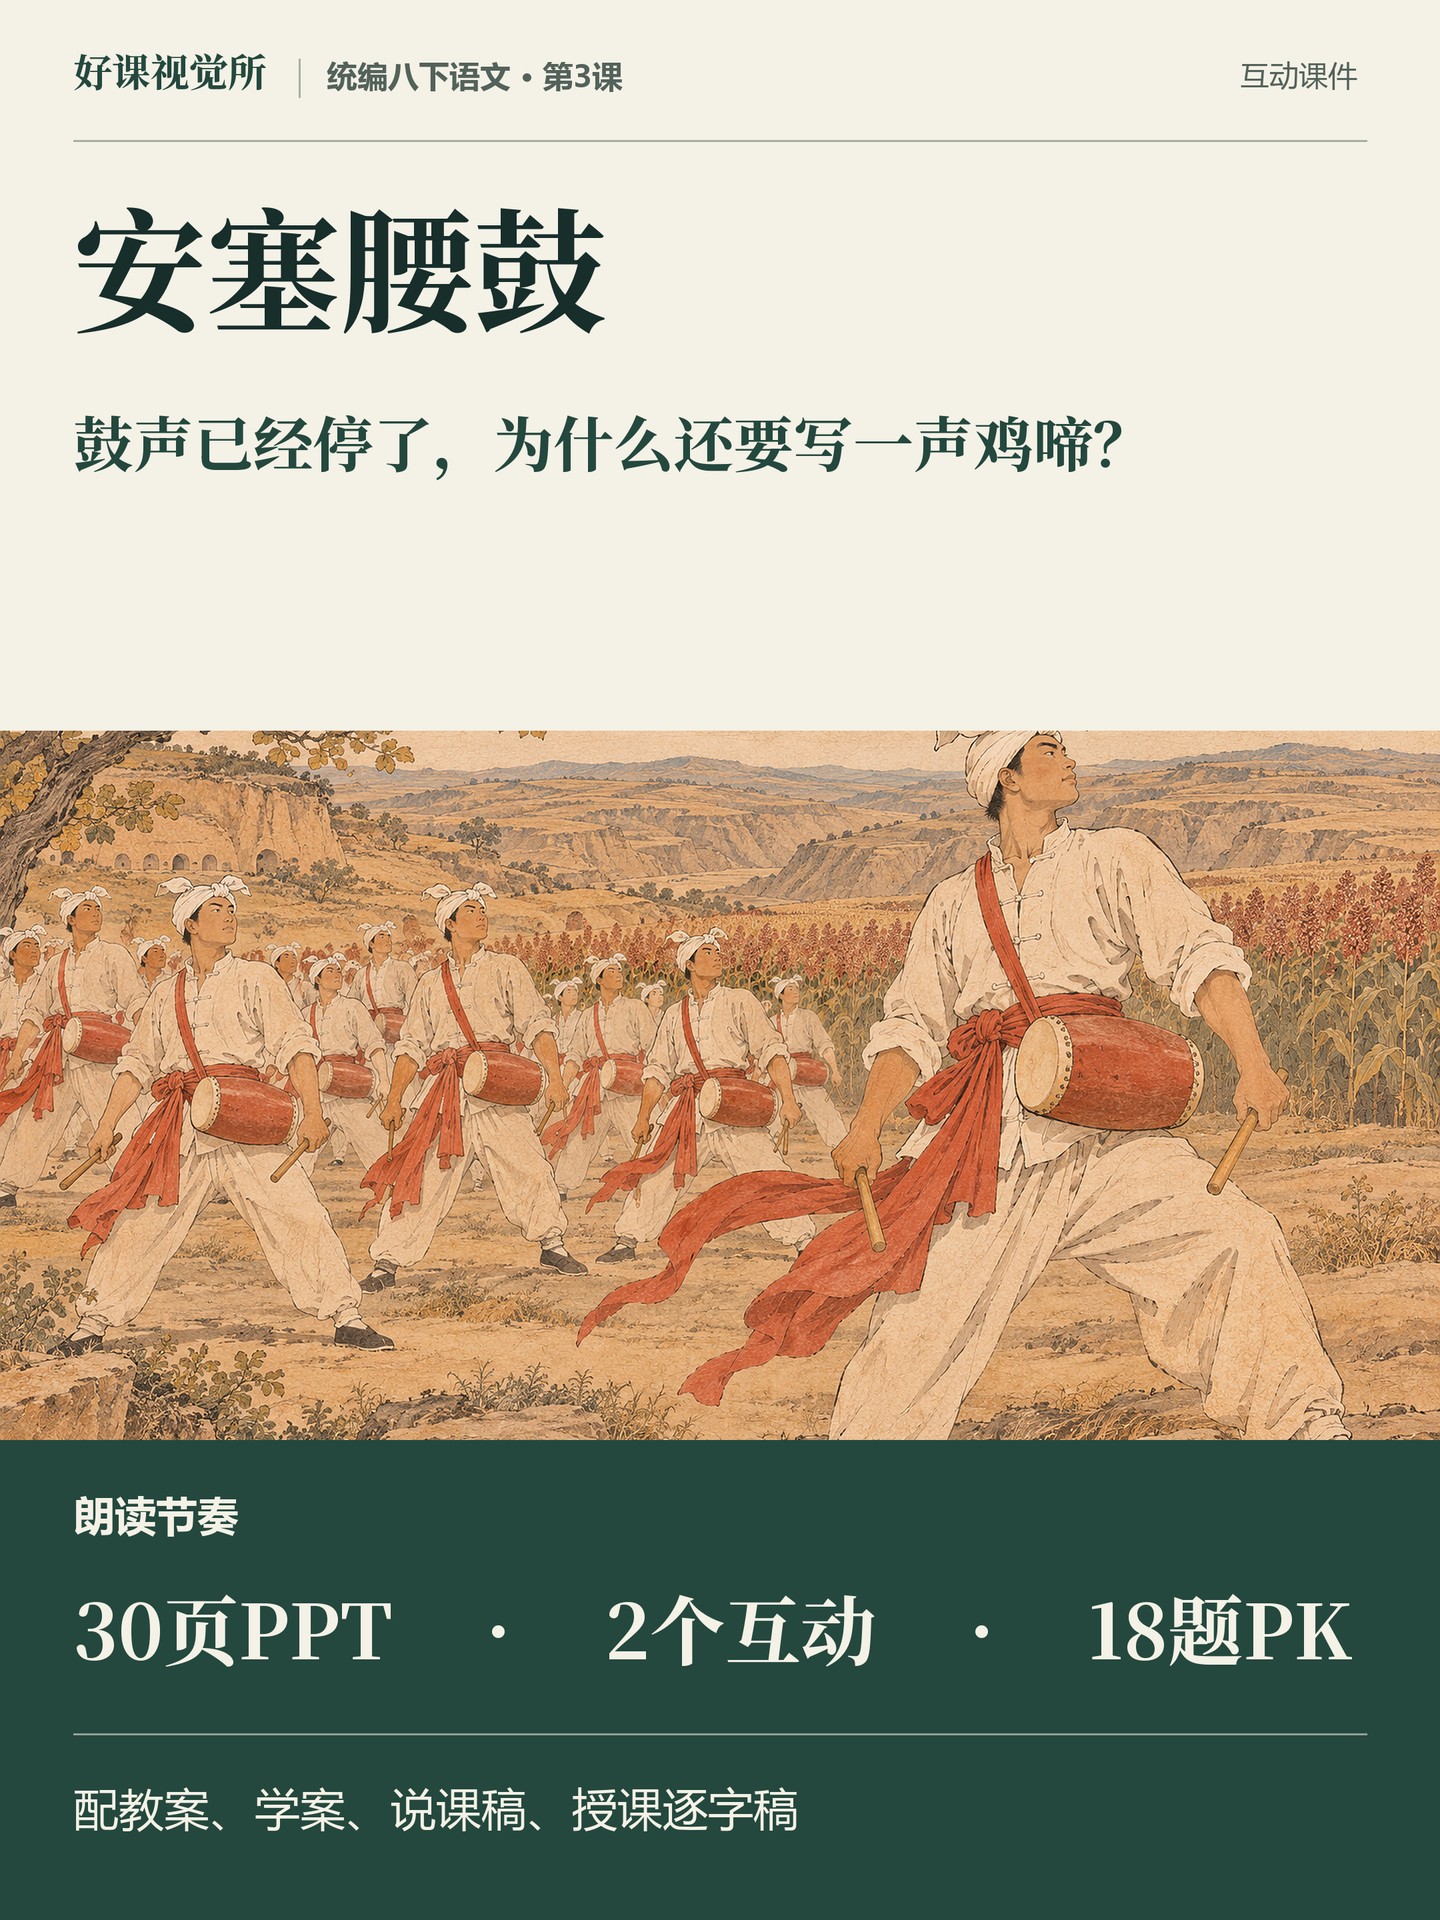 好课视觉所 | 统编八下语文·第3课 互动课件
安塞腰鼓
鼓声已经停了，为什么还要写一声鸡啼？
朗读节奏
30页PPT · 2个互动 · 18题PK
配教案、学案、说课稿、授课逐字稿